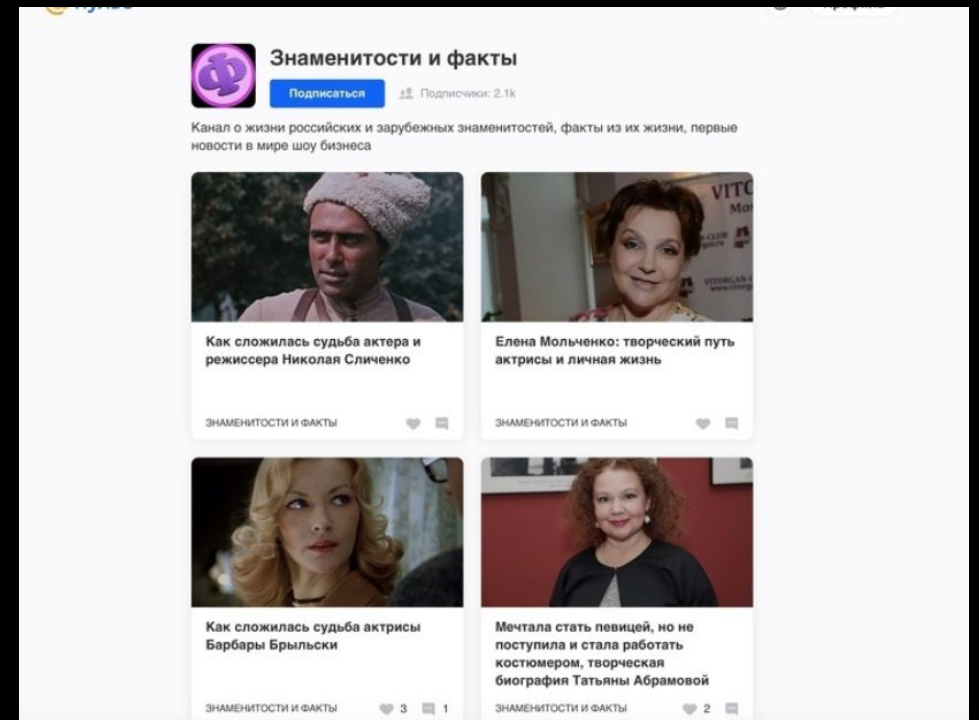 Знаменитости и факты
Подписаться
Подписчики: 2.1k
Канал о жизни российских и зарубежных знаменитостей, факты из их жизни, первые
новости в мире шоу бизнеса
VITO
Mos
Как сложилась судьба актера и
режиссера Николая Сличенко
ЗНАМЕНИТОСТИ И ФАКТЫ
Елена Мольченко: творческий путь
актрисы и личная жизнь
ЗНАМЕНИТОСТИ И ФАКТЫ
Как сложилась судьба актрисы
Барбары Брыльски
ЗНАМЕНИТОСТИ И ФАКТЫ 3 1
Мечтала стать певицей, но не
поступила и стала работать
костюмером, творческая
биография Татьяны Абрамовой
ЗНАМЕНИТОСТИ И ФАКТЫ 2